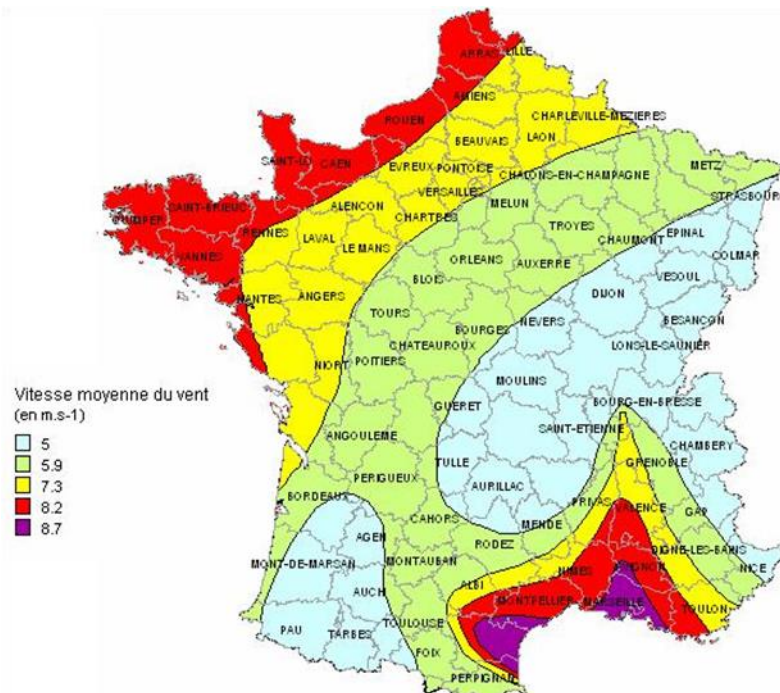 LILLE
ARRAS
AMIENS
ROUEN
CHARLEVILLE-MEZIERES
BEAUVAIS
LAON
SAINT-LO
CAEN
EVREUX
PONTOISE
METZ
CHALONS-EN-CHAMPAGNE
VERSAILLES
STRASBOURG
QUIMPER
SAINT-BRIEUC
ALENCON
MELUN
CHARTRES
RENNES
TROYES
EPINAL
LAVAL
LE MANS
CHAUMONT
VANNES
ORLEANS
COLMAR
AUXERRE
BLOIS
VESOUL
NANTES
ANGERS
DIJON
TOURS
BESANCON
NEVERS
BOURGES
CHATEAUROUX
LONS-LE-SAUNIER
POITIERS
NIORT
MOULINS
Vitesse moyenne du vent
(en m.s-1)
GUERET
BOURG-EN-BRESSE
SAINT-ETIENNE
ANGOULEME
CHAMBERY
5
TULLE
GRENOBLE
5.9
PERIGUEUX
7.3
AURILLAC
BORDEAUX
PRIVAS
8.2
VALENCE
GAP
8.7
CAHORS
MENDE
AGEN
RODEZ
DIGNE-LES-BAINS
MONT-DE-MARSAN
MONTAUBAN
NIMES
AVIGNON
NICE
ALBI
AUCH
MONTPELLIER
MARSEILLE
TOULON
TOULOUSE
PAU
TARBES
FOIX
PERPIGNAN